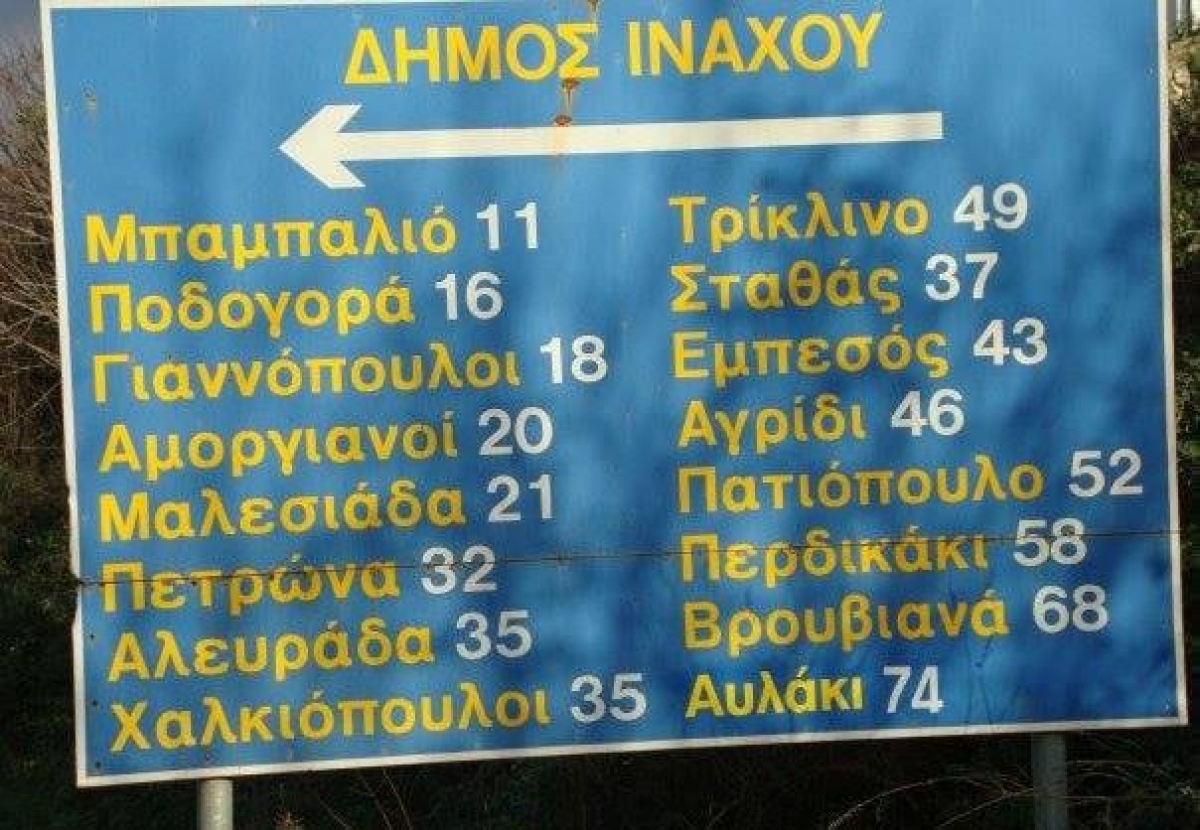 ΔΗΜΟΣ ΙΝΑΧΟΥ
Μπαμπαλιό 11
Ποδογορά 16
Γιαννόπουλοι 18
Αμοργιανοί 20
Μαλεσιάδα 21
Πετρώνα 32
Αλευράδα 35
Χαλκιόπουλοι 35
Τρίκλινο 49
Σταθάς 37
Εμπεσός 43
Αγρίδι 46
Πατιόπουλο 52
Περδικάκι 58
Βρουβιανά 68
Αυλάκι 74